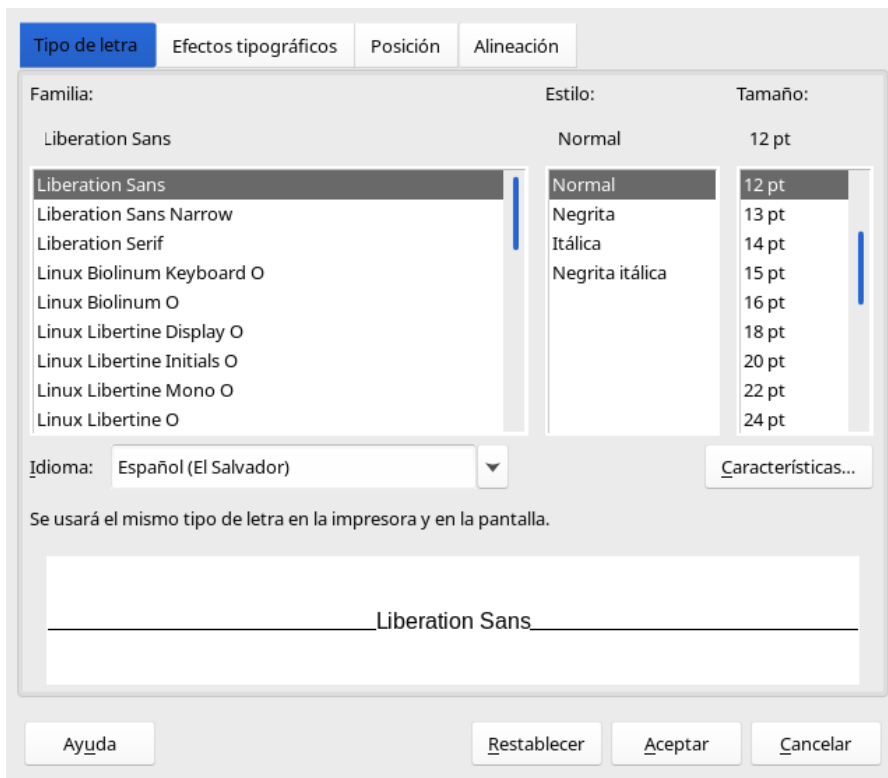 Tipo de letra Efectos tipográficos Posición Alineación
Familia: Estilo: Tamaño:
Liberation Sans Normal 12 pt
Liberation Sans Normal 12 pt
Liberation Sans Narrow Negrita 13 pt
Liberation Serif Itálica 14 pt
Linux Biolinum Keyboard O Negrita itálica 15 pt
Linux Biolinum O 16 pt
Linux Libertine Display O 18 pt
Linux Libertine Initials O 20 pt
Linux Libertine Mono O 22 pt
Linux Libertine O 24 pt
Idioma: Español (El Salvador) Características...
Se usará el mismo tipo de letra en la impresora y en la pantalla.
Liberation Sans
Ayuda Restablecer Aceptar Cancelar